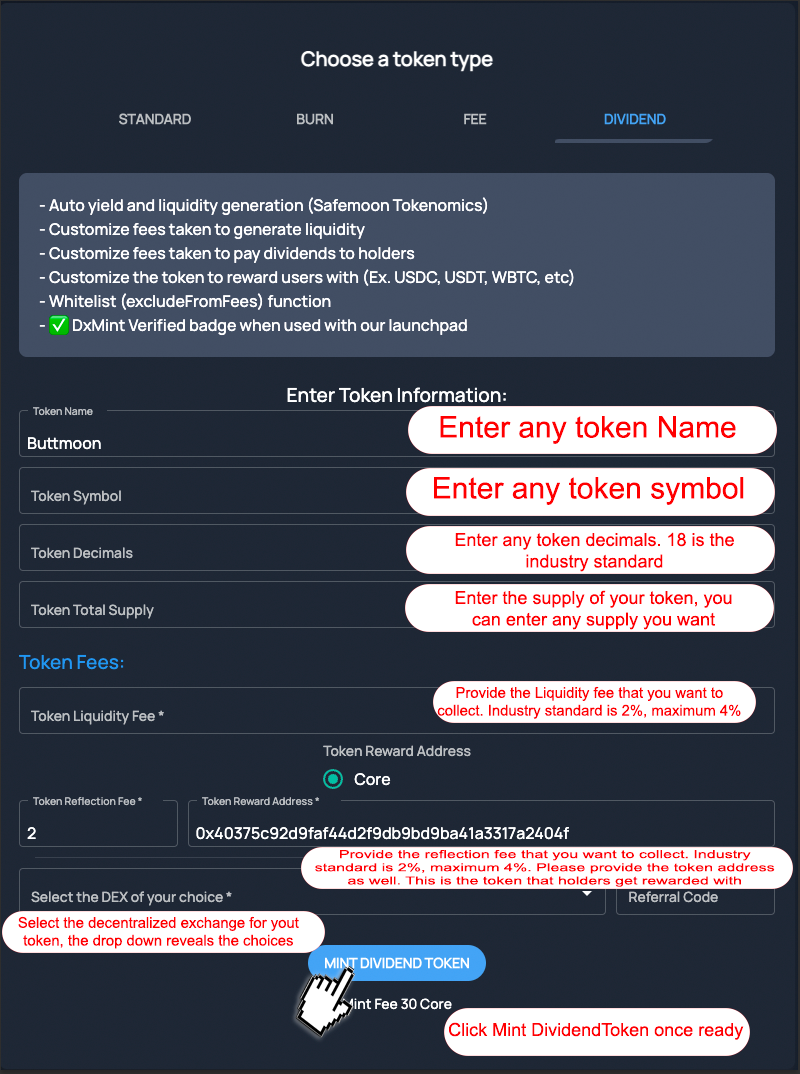 Choose a token type
STANDARD
BURN
FEE
DIVIDEND
- Auto yield and liquidity generation (Safemoon Tokenomics)
- Customize fees taken to generate liquidity
- Customize fees taken to pay dividends to holders
- Customize the token to reward users with (Ex. USDC, USDT, WBTC, etc)
- Whitelist (excludeFromFees) function
- ✅ DxMint Verified badge when used with our launchpad
Enter Token Information:
Token Name
Buttmoon
Enter any token Name
Token Symbol
Enter any token symbol
Token Decimals
Enter any token decimals. 18 is the
industry standard
Token Total Supply
Enter the supply of your token, you
can enter any supply you want
Token Fees:
Token Liquidity Fee *
Provide the Liquidity fee that you want to
collect. Industry standard is 2%, maximum 4%
Token Reward Address
Core
Token Reflection Fee *
2
Token Reward Address *
0x40375c92d9faf44d2f9db9bd9ba41a3317a2404f
Provide the reflection fee that you want to collect. Industry
standard is 2%, maximum 4%. Please provide the token address
as well. This is the token that holders get rewarded with
Select the DEX of your choice *
Referral Code
Select the decentralized exchange for yout
token, the drop down reveals the choices
MINT DIVIDEND TOKEN
Mint Fee 30 Core
Click Mint DividendToken once ready